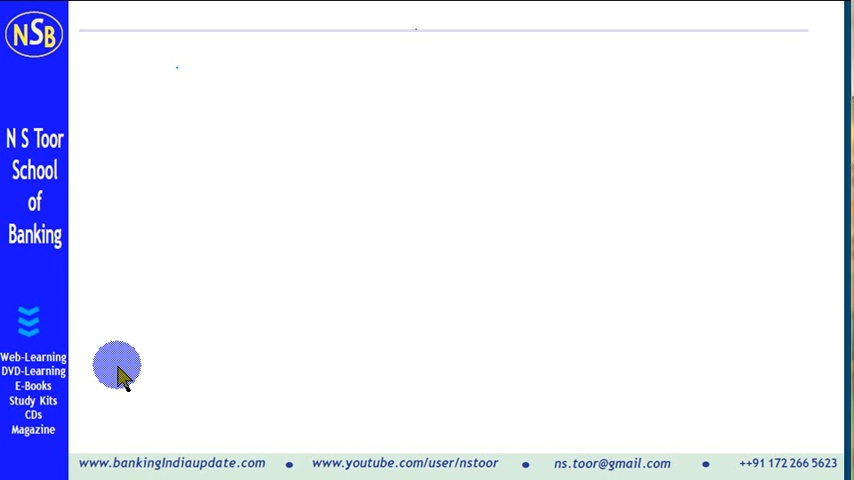 NSB
N S Toor
School
of
Banking
Web-Learning
DVD-Learning
E-Books
Study Kits
CDs
Magazine
www.bankingIndiaupdate.com ● www.youtube.com/user/nstoor ● ns.toor@gmail.com ● ++91 172 266 5623